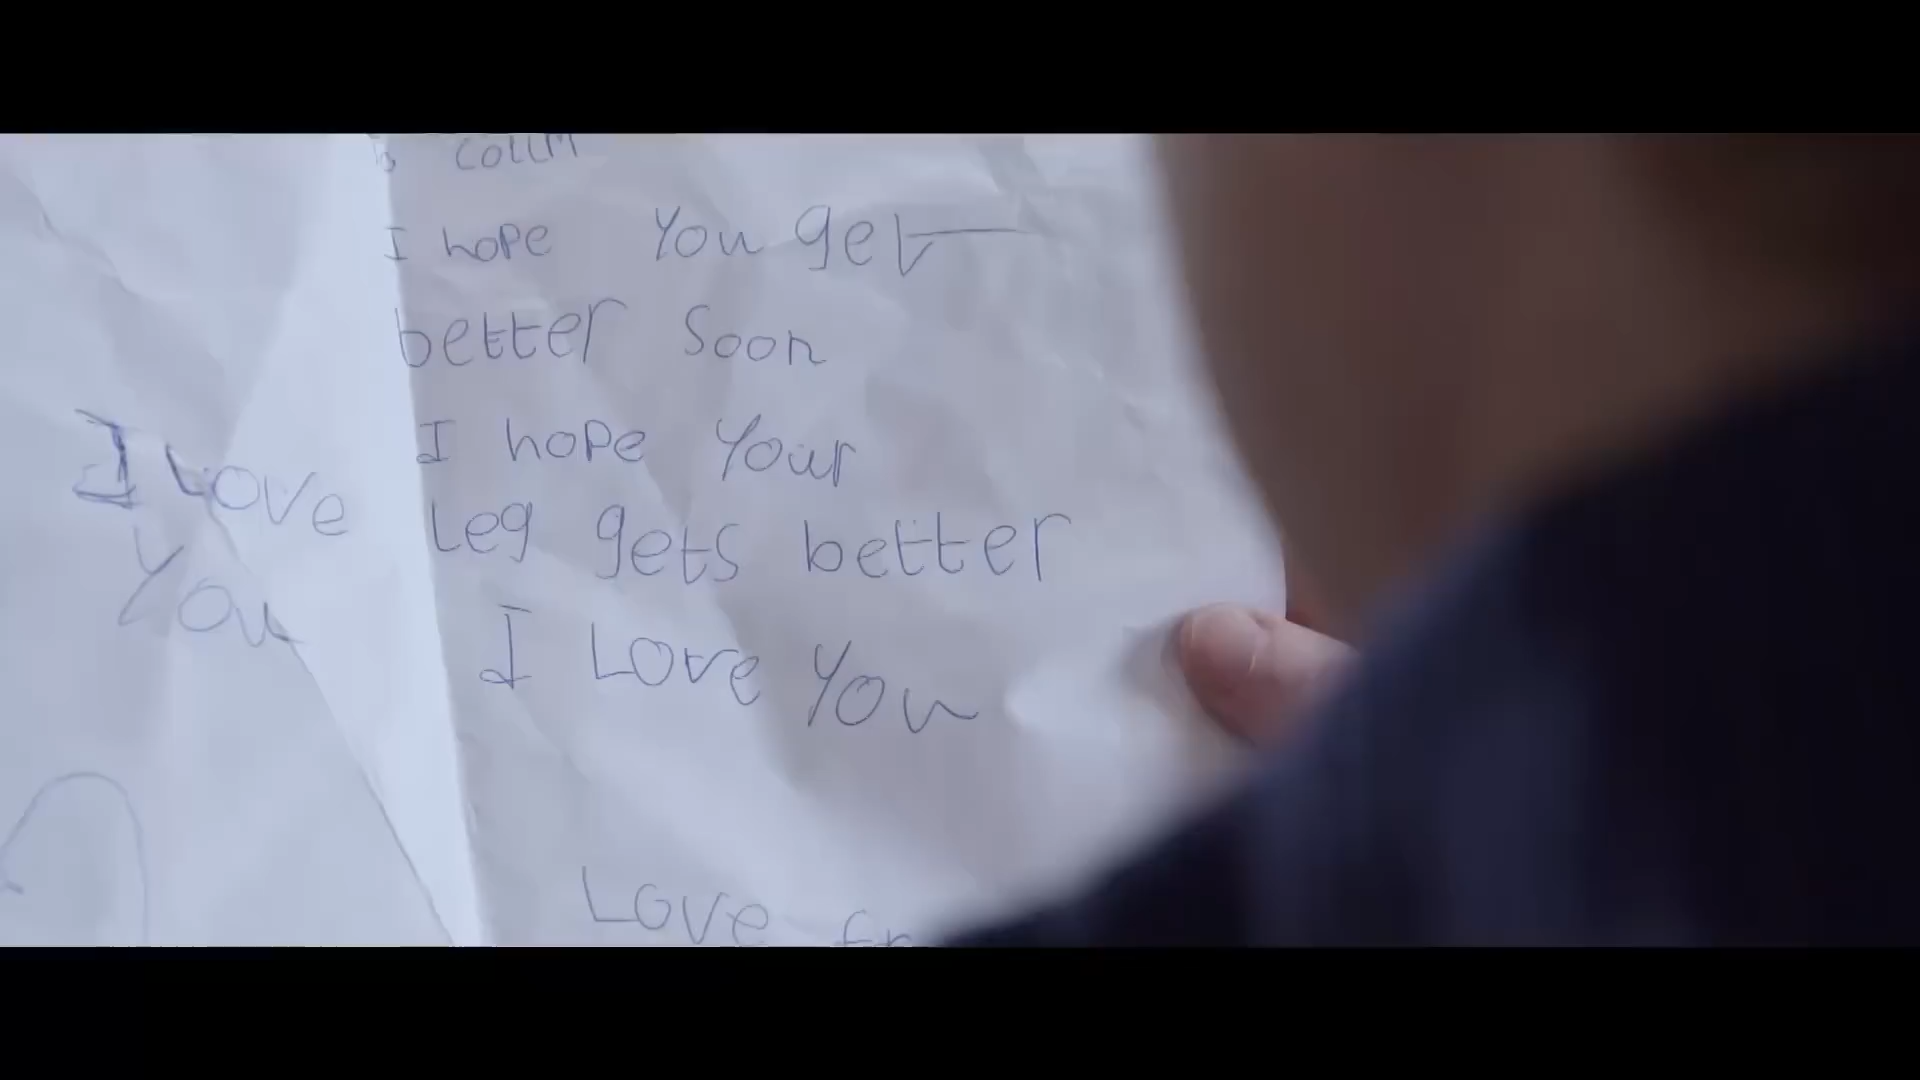 I Love
You
I hope You get
better Soon
I hope Your
Leg gets better
I Love You
Love